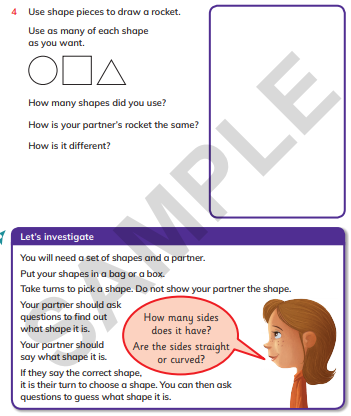 4 Use shape pieces to draw a rocket.
Use as many of each shape
as you want.
How many shapes did you use?
How is your partner's rocket the same?
How is it different?
SAMPLE
Let's investigate
You will need a set of shapes and a partner.
Put your shapes in a bag or a box.
Take turns to pick a shape. Do not show your partner the shape.
Your partner should ask
questions to find out
what shape it is.
Your partner should
say what shape it is.
If they say the correct shape,
it is their turn to choose a shape. You can then ask
questions to guess what shape it is.
How many sides
does it have?
Are the sides straight
or curved?